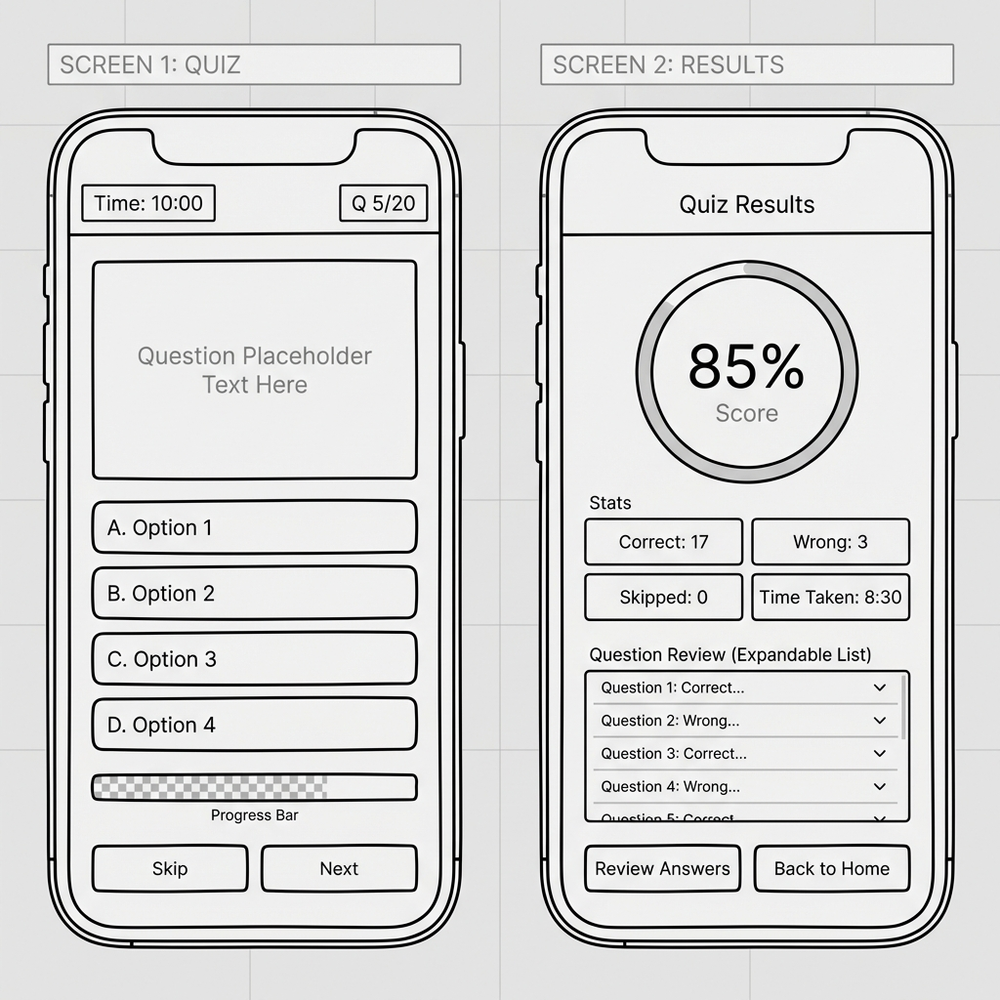 SCREEN 1: QUIZ
Time: 10:00
Q 5/20
Question Placeholder
Text Here
A. Option 1
B. Option 2
C. Option 3
D. Option 4
Progress Bar
Skip
Next
SCREEN 2: RESULTS
Quiz Results
85%
Score
Stats
Correct: 17
Wrong: 3
Skipped: 0
Time Taken: 8:30
Question Review (Expandable List)
Question 1: Correct...
Question 2: Wrong...
Question 3: Correct...
Question 4: Wrong...
Question 5: Correct
Review Answers
Back to Home